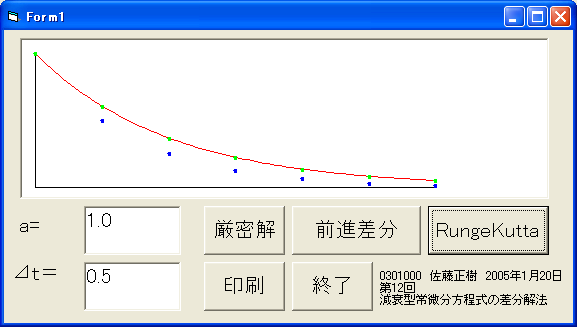 Form1
a=
1.0
厳密解
前進差分
RungeKutta
⊿t=
0.5
印刷
終了
0301000 佐藤正樹 2005年1月20日
第12回
減衰型常微分方程式の差分解法